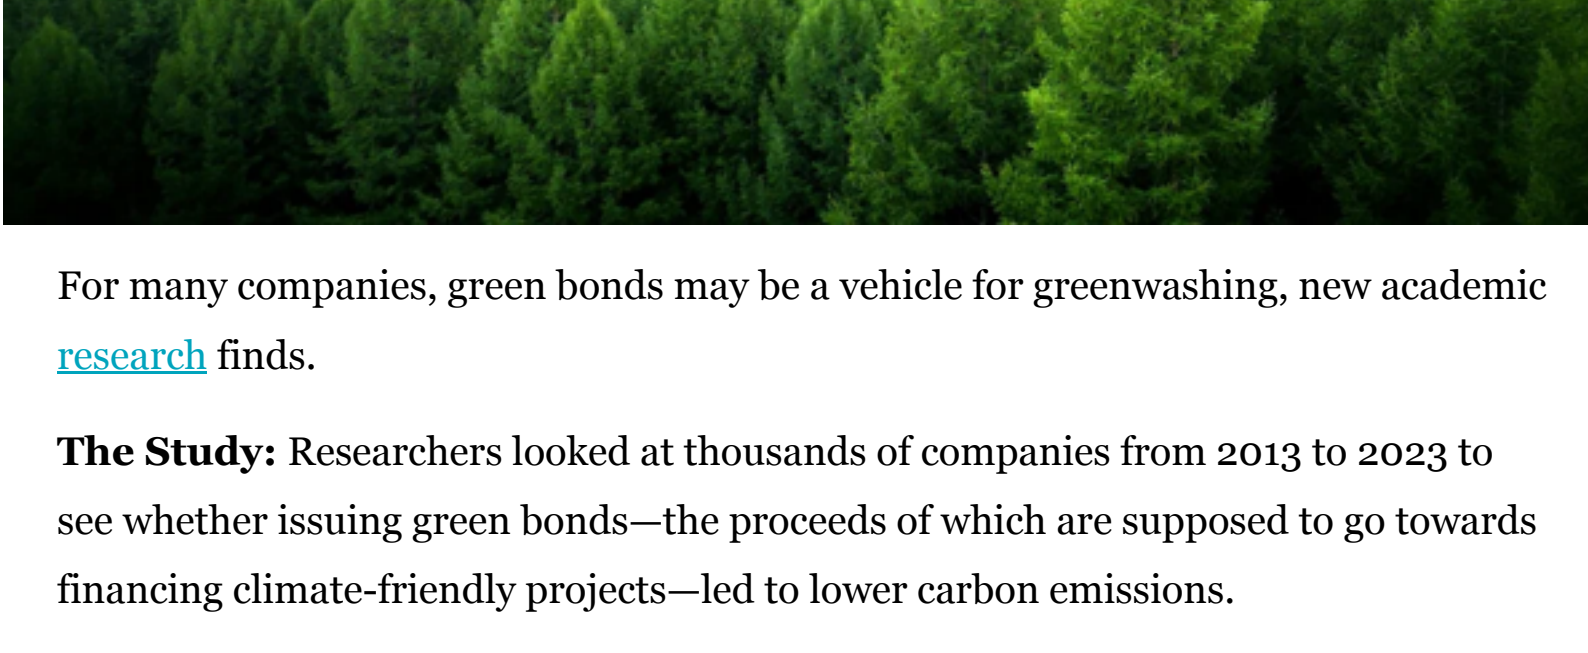 For many companies, green bonds may be a vehicle for greenwashing, new academic
research finds.
The Study: Researchers looked at thousands of companies from 2013 to 2023 to
see whether issuing green bonds—the proceeds of which are supposed to go towards
financing climate-friendly projects—led to lower carbon emissions.